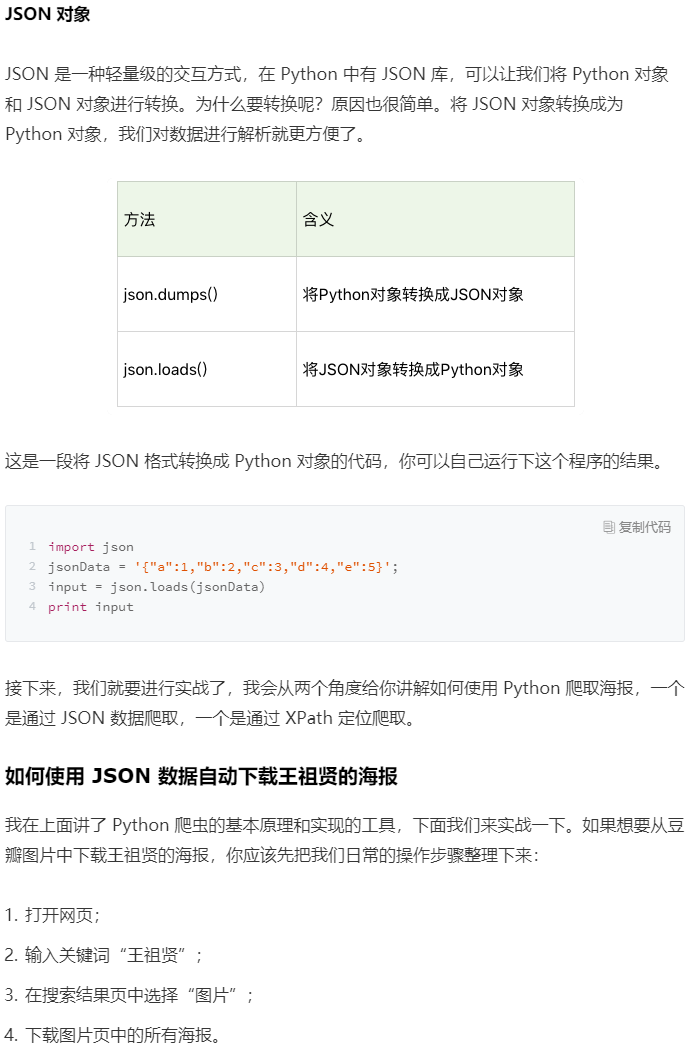 JSON 对象
JSON 是一种轻量级的交互方式，在 Python 中有 JSON 库，可以让我们将 Python 对象
和 JSON 对象进行转换。为什么要转换呢？原因也很简单。将 JSON 对象转换成为
Python 对象，我们对数据进行解析就更方便了。
方法 含义
json.dumps() 将Python对象转换成JSON对象
json.loads() 将JSON对象转换成Python对象
这是一段将 JSON 格式转换成 Python 对象的代码，你可以自己运行下这个程序的结果。
复制代码
1 import json
2 jsonData = '{"a":1,"b":2,"c":3,"d":4,"e":5}';
3 input = json.loads(jsonData)
4 print input
接下来，我们就要进行实战了，我会从两个角度给你讲解如何使用 Python 爬取海报，一个
是通过 JSON 数据爬取，一个是通过 XPath 定位爬取。
如何使用 JSON 数据自动下载王祖贤的海报
我在上面讲了 Python 爬虫的基本原理和实现的工具，下面我们来实战一下。如果想要从豆
瓣图片中下载王祖贤的海报，你应该先把我们日常的操作步骤整理下来：
1. 打开网页；
2. 输入关键词“王祖贤”；
3. 在搜索结果页中选择“图片”；
4. 下载图片页中的所有海报。